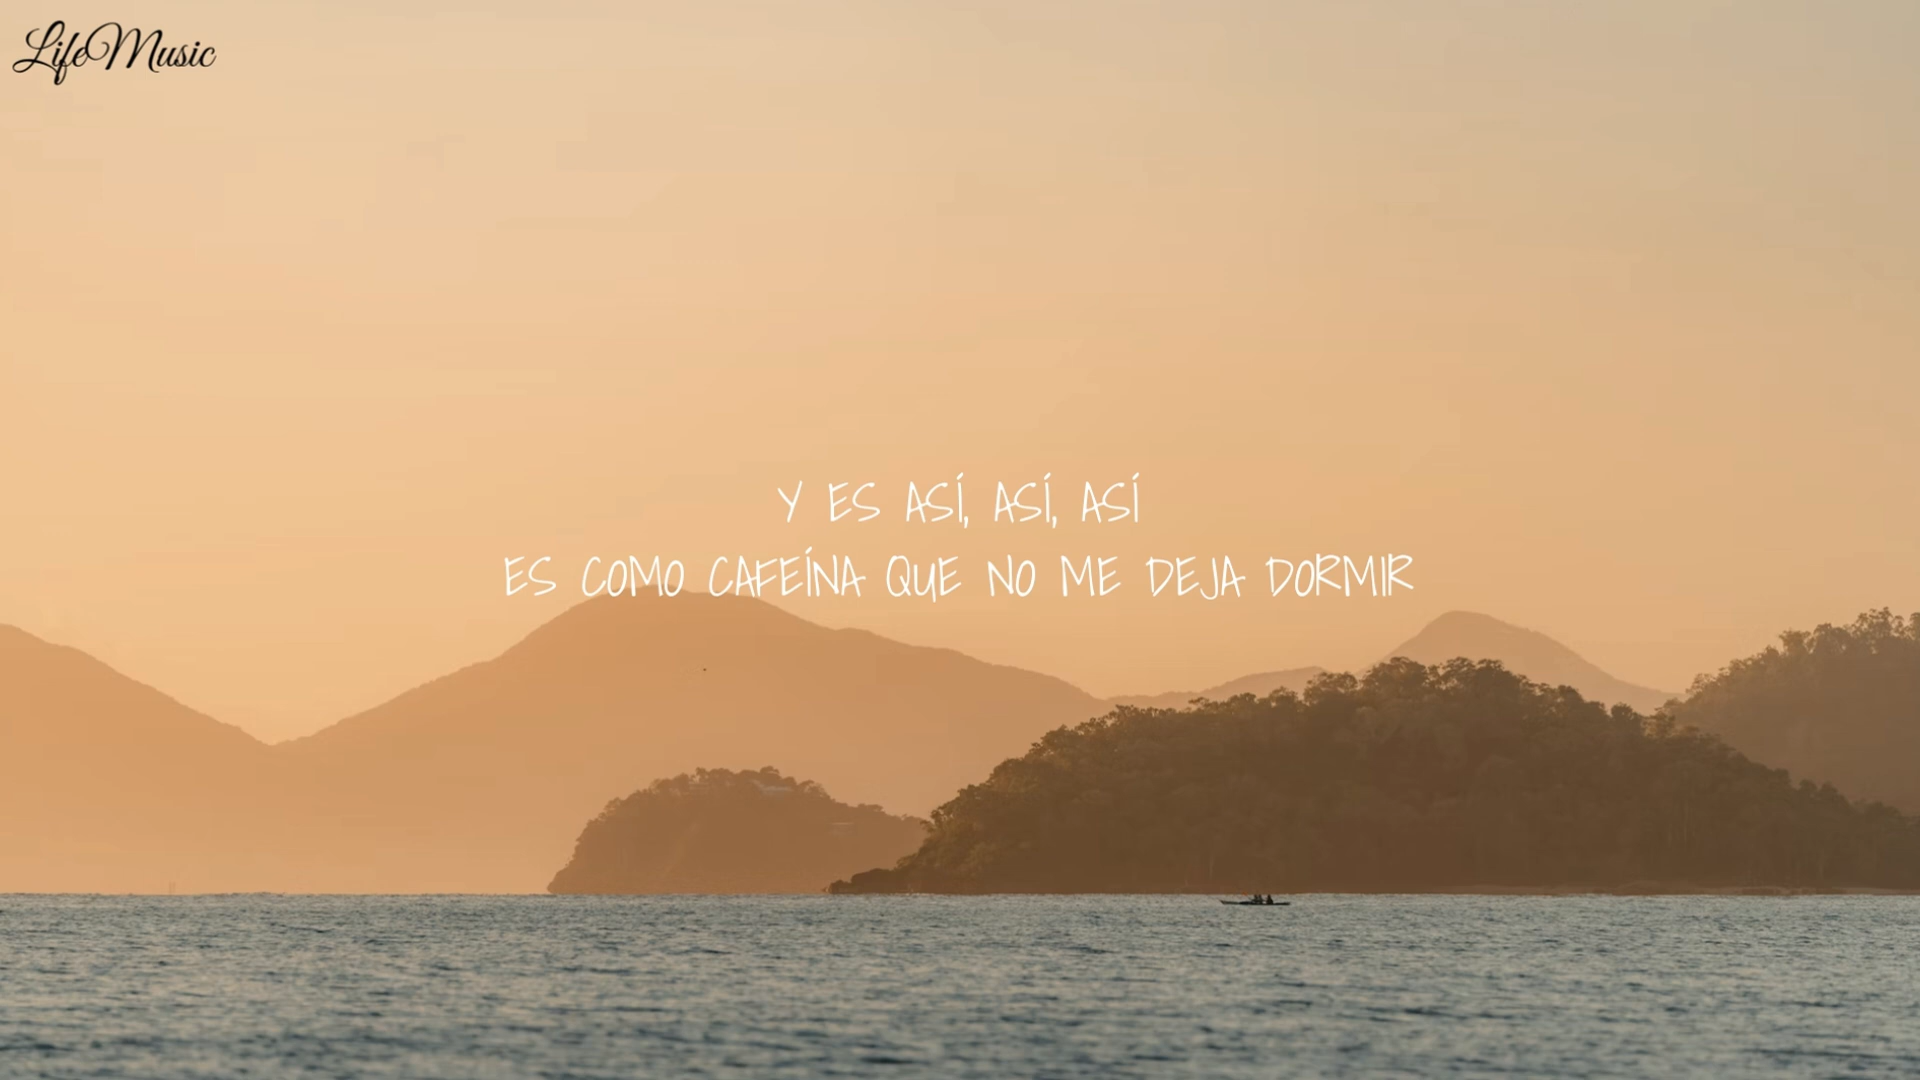 LifeMusic
Y ES ASÍ, ASÍ, ASÍ
ES COMO CAFEÍNA QUE NO ME DEJA DORMIR